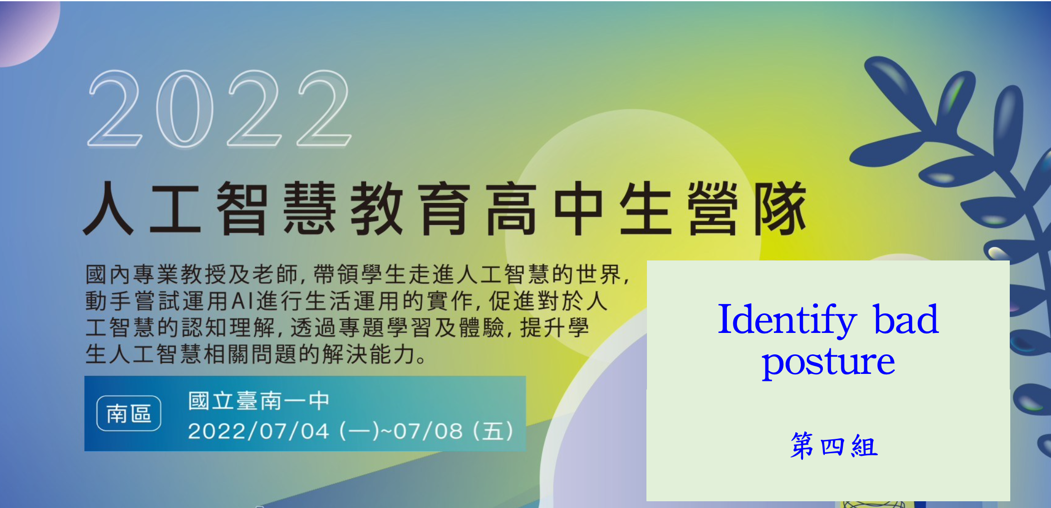 2022
人工智慧教育高中生營隊
國內專業教授及老師, 帶領學生走進人工智慧的世界,
動手嘗試運用AI進行生活運用的實作, 促進對於人
工智慧的認知理解, 透過專題學習及體驗, 提升學
生人工智慧相關問題的解決能力。
南區
國立臺南一中
2022/07/04 (一)~07/08 (五)
Identify bad
posture
第四組